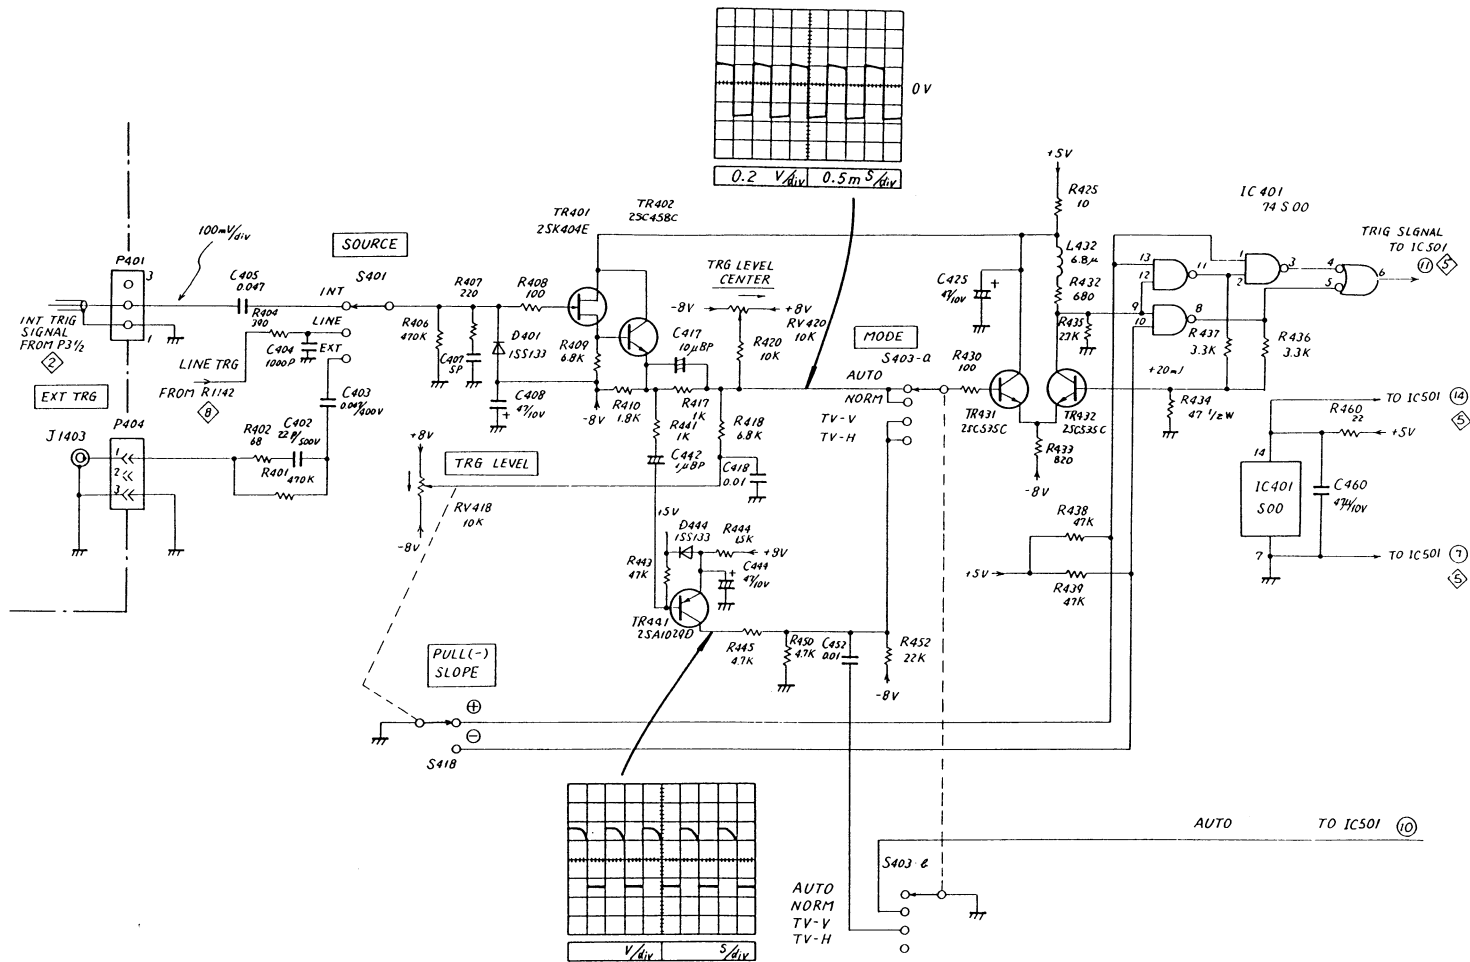 0V
0.2 V/div 0.5m S/div
+5V
R425
10
IC 401
74 S 00
TRIG SLGNAL
TO IC501
11 5
TR401
2SK404E
TR402
2SC458C
100mV/div
SOURCE
P401
3
1
C405
0.047
S401
INT
LINE
EXT
R404
390
C404
1000P
INT TRIG
SIGNAL
FROM P3 1/2
2
LINE TRG
FROM R1142
8
R407
220
R408
100
R406
470K
C407
5P
D401
1SS133
R409
6.8K
C408
47/10V
-8V
TRG LEVEL
CENTER
-8V
+8V
RV420
10K
C417
10μBP
R420
10K
MODE
S403-a
AUTO
NORM
TV-V
TV-H
R430
100
C425
47/10V
L432
6.8μ
R432
680
R435
23K
13
12
11
9
10
8
1
2
3
4
5
6
R437
3.3K
R436
3.3K
+20mV
R434
47 1/2W
TR431
2SC535C
TR432
2SC535C
R433
820
-8V
EXT TRG
J1403
P404
1
2
3
C403
0.047/400V
R402
68
C402
22P/500V
R401
470K
R410
1.8K
R417
1K
R441
1K
C442
1μBP
R418
6.8K
C418
0.01
+8V
TRG LEVEL
RV418
10K
-8V
+5V
D444
1SS133
R444
15K
+8V
R443
47K
C444
47/10V
TR441
2SA1029D
R445
4.7K
R450
4.7K
C452
0.01
R452
22K
-8V
R438
47K
+5V
R439
47K
TO IC501 14
5
R460
22
+5V
14
IC401
S00
7
C460
47μ/10V
TO IC501 7
5
PULL(-)
SLOPE
+
-
S418
V/div S/div
AUTO TO IC501 10
S403-b
AUTO
NORM
TV-V
TV-H